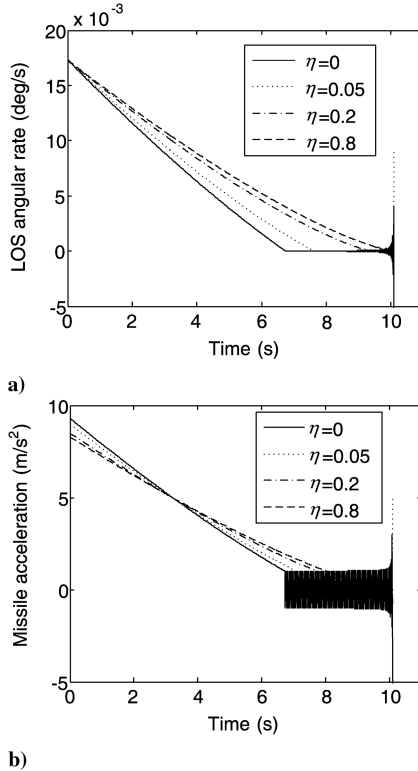 x 10⁻³
20
15
10
5
0
-5
LOS angular rate (deg/s)
η=0
η=0.05
η=0.2
η=0.8
0 2 4 6 8 10
Time (s)
a)
10
5
0
-5
Missile acceleration (m/s²)
η=0
η=0.05
η=0.2
η=0.8
0 2 4 6 8 10
Time (s)
b)